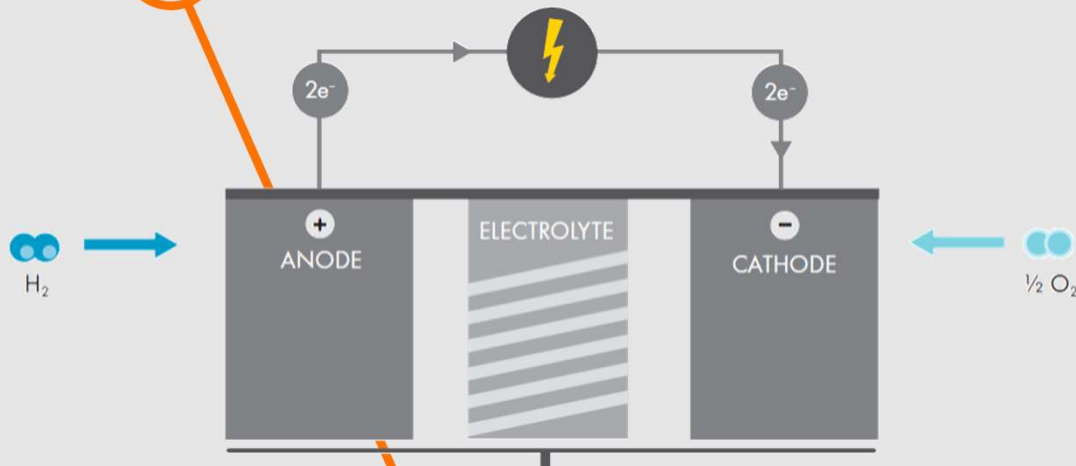 2e⁻
2e⁻
+
ANODE
ELECTROLYTE
−
CATHODE
H₂
½ O₂